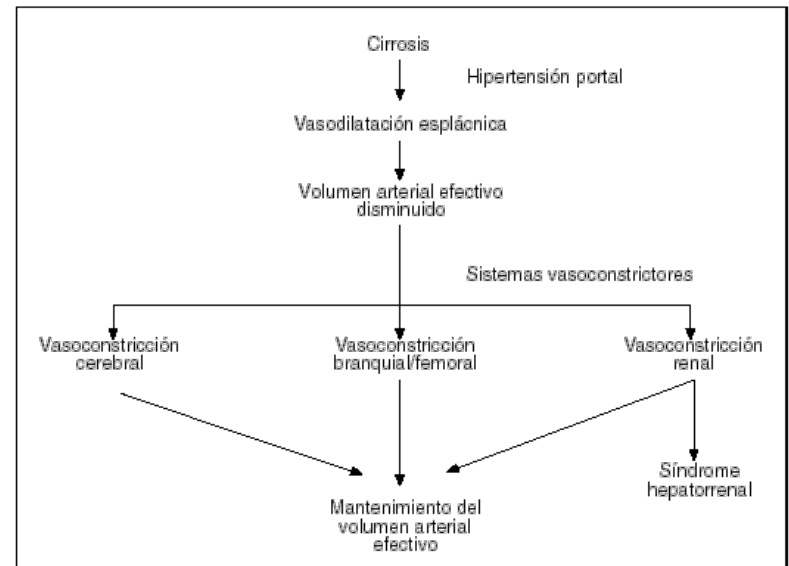 Cirrosis
Hipertensión portal
Vasodilatación esplácnica
Volumen arterial efectivo
disminuido
Sistemas vasoconstrictores
Vasoconstricción
cerebral
Vasoconstricción
branquial/femoral
Vasoconstricción
renal
Síndrome
hepatorrenal
Mantenimiento del
volumen arterial
efectivo